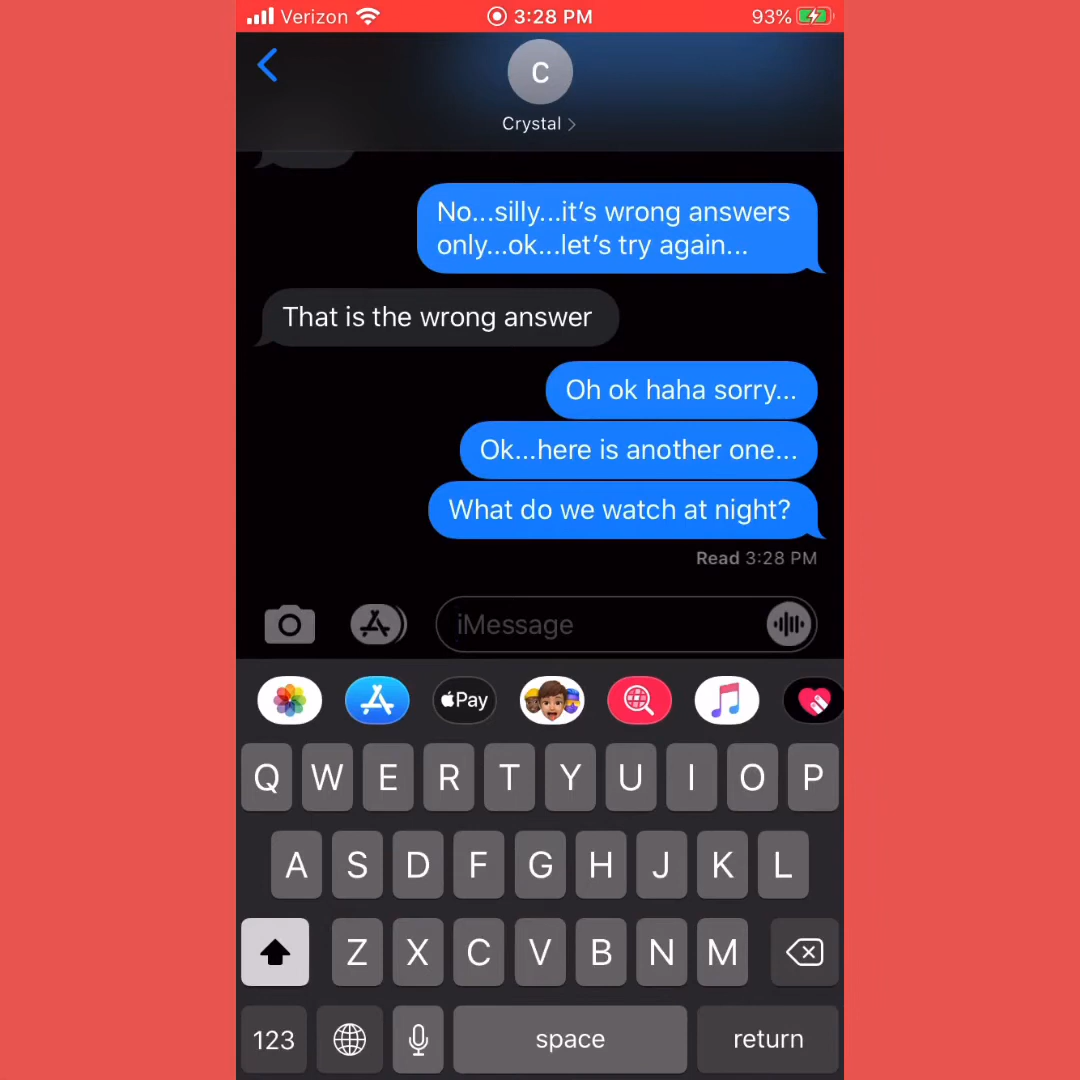 Verizon 3:28 PM 93%
C
Crystal
No...silly...it's wrong answers
only...ok...let's try again...
That is the wrong answer
Oh ok haha sorry...
Ok...here is another one...
What do we watch at night?
Read 3:28 PM
iMessage
Pay
Q W E R T Y U I O P
A S D F G H J K L
Z X C V B N M
123 space return